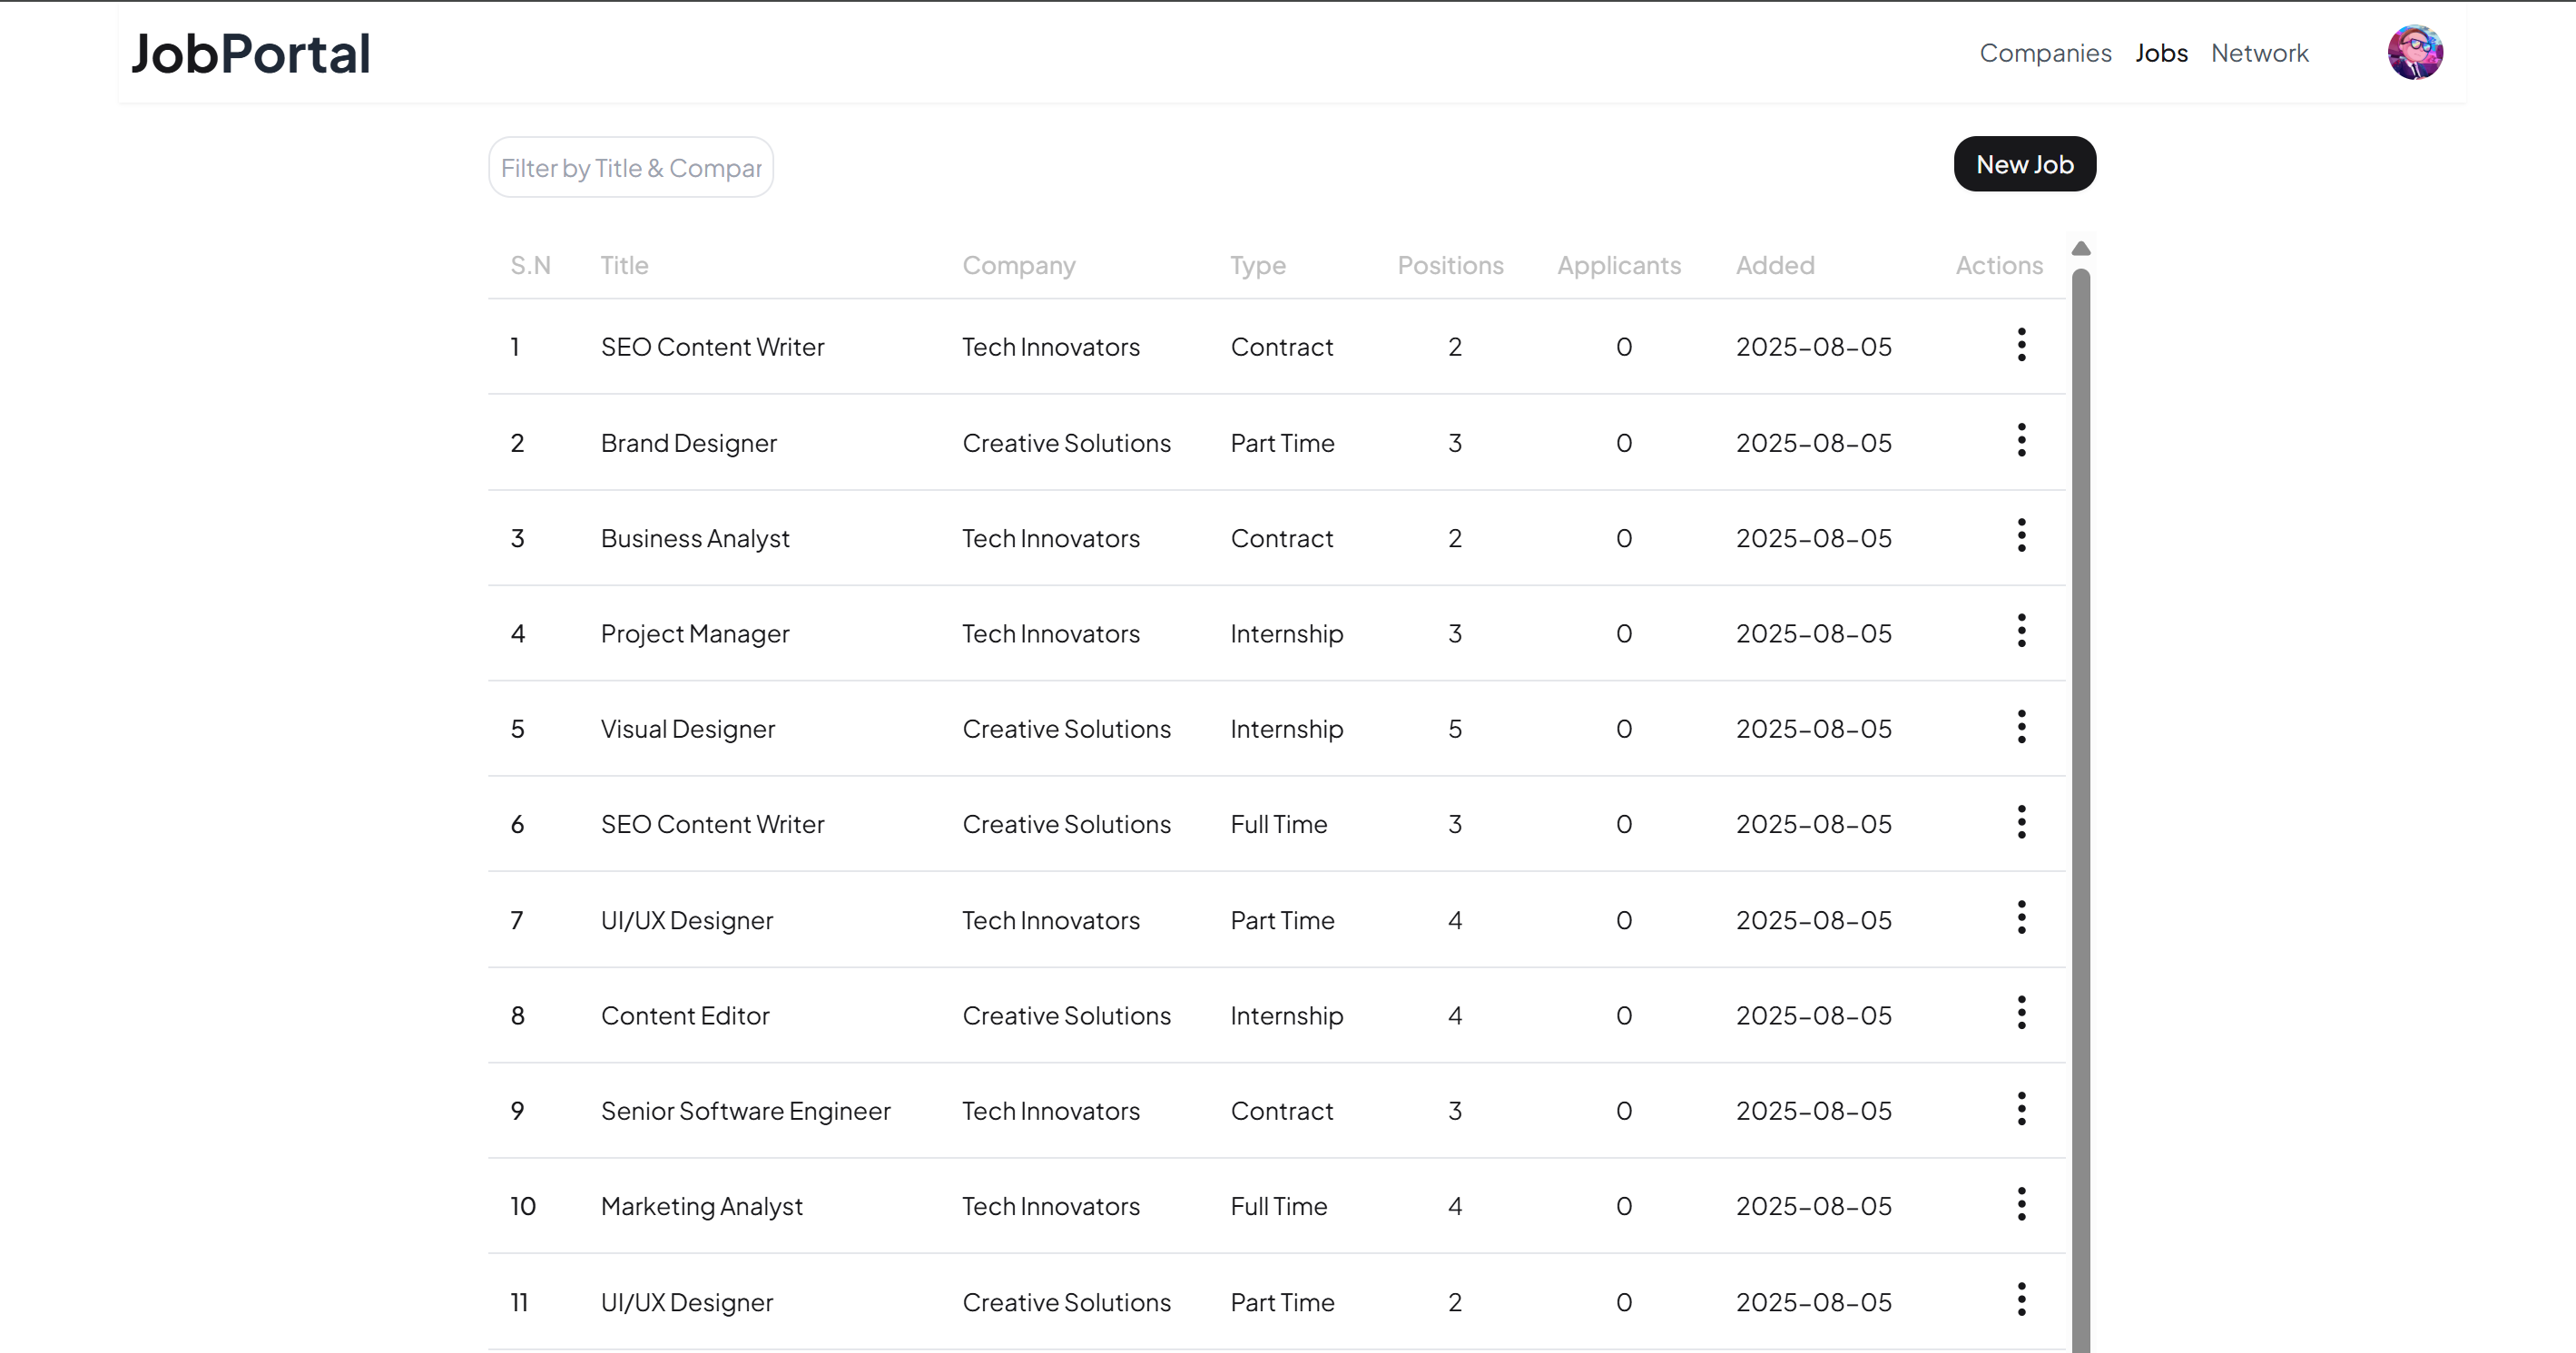 JobPortal Companies Jobs Network
Filter by Title & Compar New Job
S.N Title Company Type Positions Applicants Added Actions
1 SEO Content Writer Tech Innovators Contract 2 0 2025-08-05
2 Brand Designer Creative Solutions Part Time 3 0 2025-08-05
3 Business Analyst Tech Innovators Contract 2 0 2025-08-05
4 Project Manager Tech Innovators Internship 3 0 2025-08-05
5 Visual Designer Creative Solutions Internship 5 0 2025-08-05
6 SEO Content Writer Creative Solutions Full Time 3 0 2025-08-05
7 UI/UX Designer Tech Innovators Part Time 4 0 2025-08-05
8 Content Editor Creative Solutions Internship 4 0 2025-08-05
9 Senior Software Engineer Tech Innovators Contract 3 0 2025-08-05
10 Marketing Analyst Tech Innovators Full Time 4 0 2025-08-05
11 UI/UX Designer Creative Solutions Part Time 2 0 2025-08-05